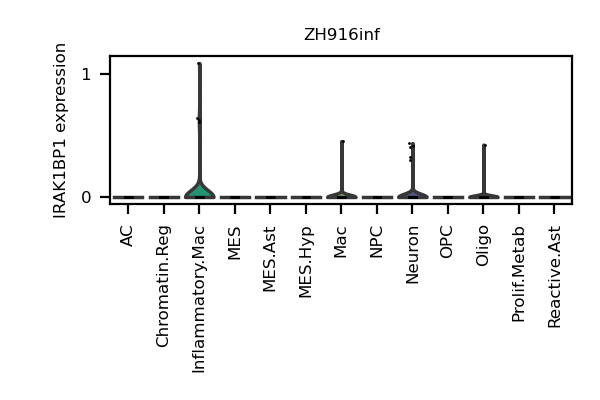 ZH916inf
IRAK1BP1 expression
1
0
AC
Chromatin.Reg
Inflammatory.Mac
MES
MES.Ast
MES.Hyp
Mac
NPC
Neuron
OPC
Oligo
Prolif.Metab
Reactive.Ast